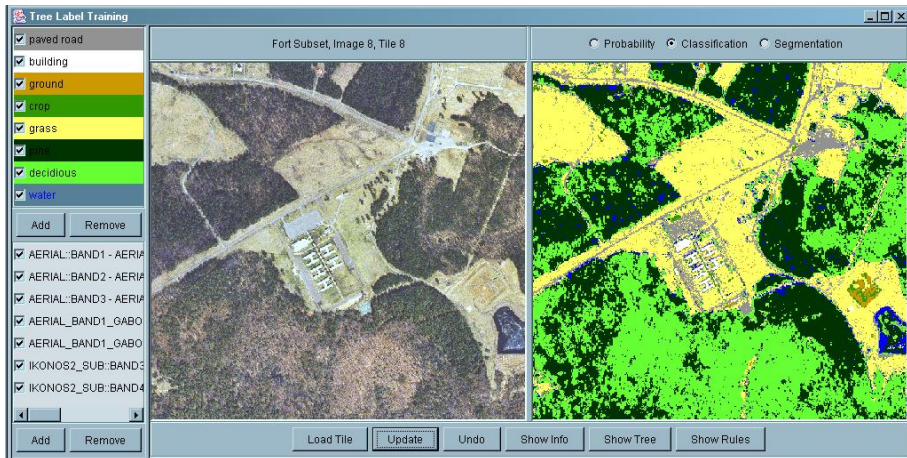 Tree Label Training
paved road
building
ground
crop
grass
pine
decidious
water
Add Remove
AERIAL::BAND1 - AERIA
AERIAL::BAND2 - AERIA
AERIAL::BAND3 - AERIA
AERIAL_BAND1_GABO
AERIAL_BAND1_GABO
IKONOS2_SUB::BAND3
IKONOS2_SUB::BAND4
Add Remove
Fort Subset, Image 8, Tile 8
Probability Classification Segmentation
Load Tile Update Undo Show Info Show Tree Show Rules